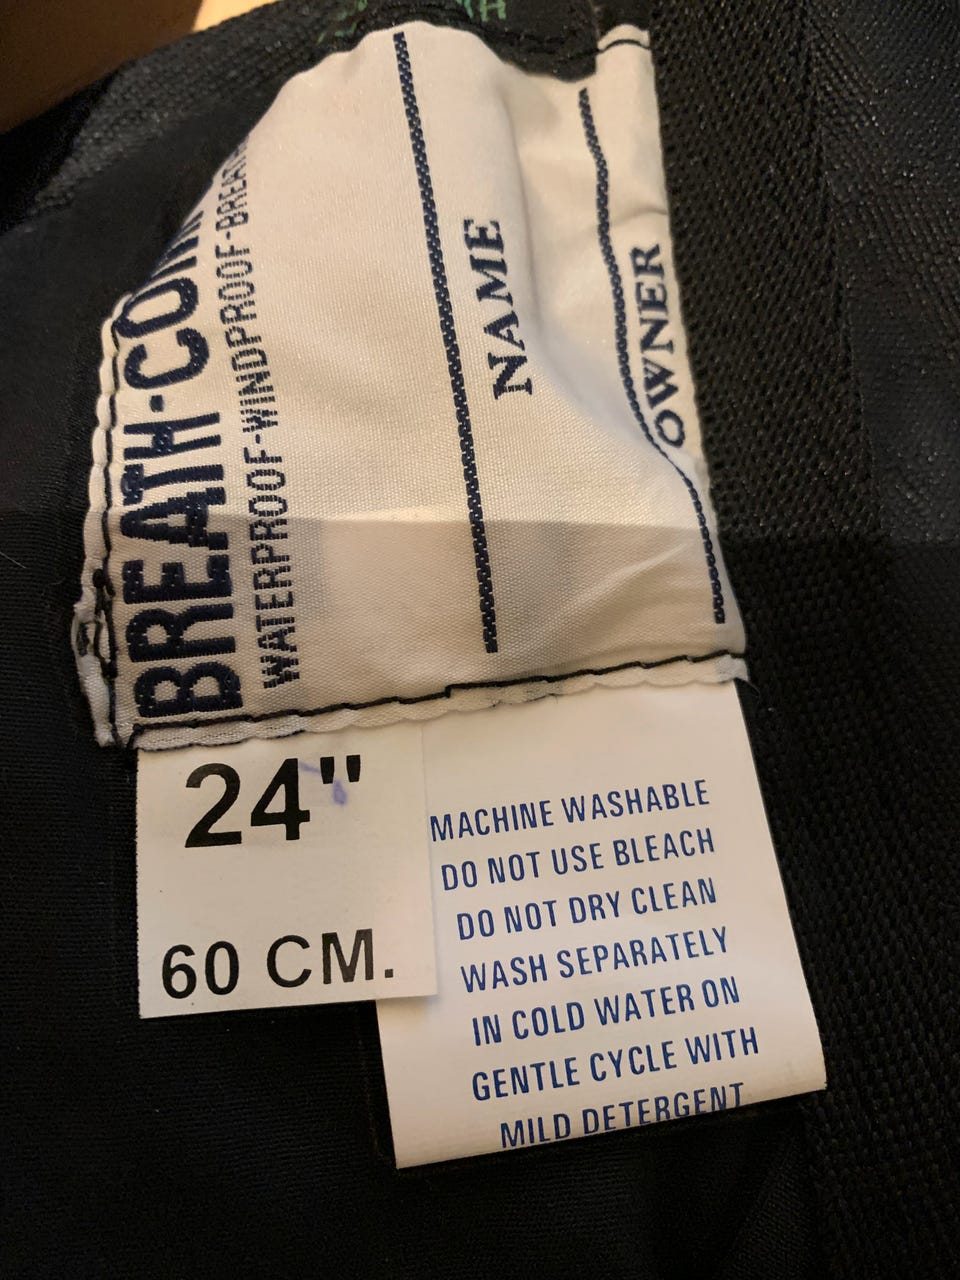 BREATH-COM
WATERPROOF-WINDPROOF-BREATH
NAME
OWNER
24"
60 CM.
MACHINE WASHABLE
DO NOT USE BLEACH
DO NOT DRY CLEAN
WASH SEPARATELY
IN COLD WATER ON
GENTLE CYCLE WITH
MILD DETERGENT